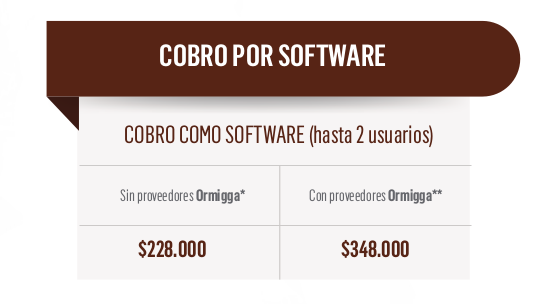 COBRO POR SOFTWARE
COBRO COMO SOFTWARE (hasta 2 usuarios)
Sin proveedores Ormigga* Con proveedores Ormigga**
$228.000 $348.000